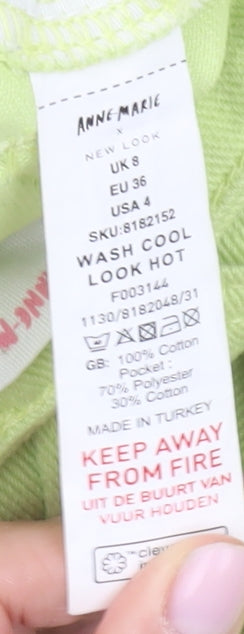 ANNE-MARIE
X
NEW LOOK
UK 8
EU 36
USA 4
SKU:8182152
WASH COOL
LOOK HOT
F003144
1130/8182048/31
GB: 100% Cotton
Pocket :
70% Polyester
30% Cotton
MADE IN TURKEY
KEEP AWAY
FROM FIRE
UIT DE BUURT VAN
VUUR HOUDEN